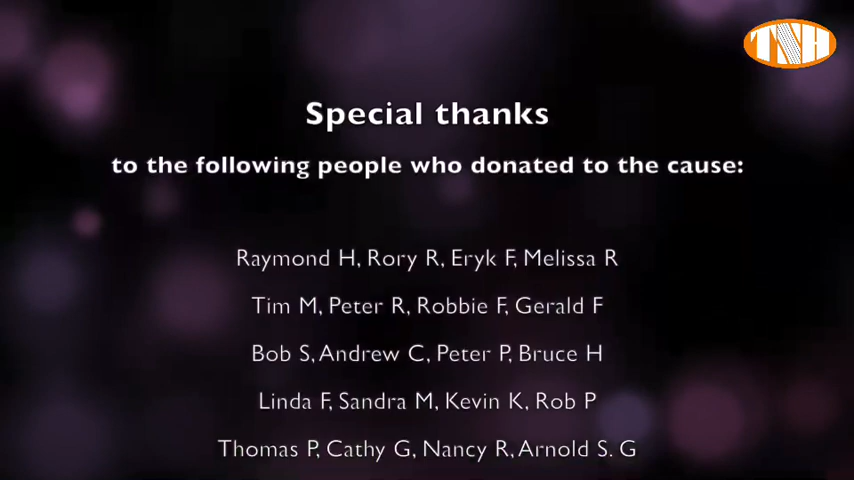 TNH
Special thanks
to the following people who donated to the cause:
Raymond H, Rory R, Eryk F, Melissa R
Tim M, Peter R, Robbie F, Gerald F
Bob S, Andrew C, Peter P, Bruce H
Linda F, Sandra M, Kevin K, Rob P
Thomas P, Cathy G, Nancy R, Arnold S. G